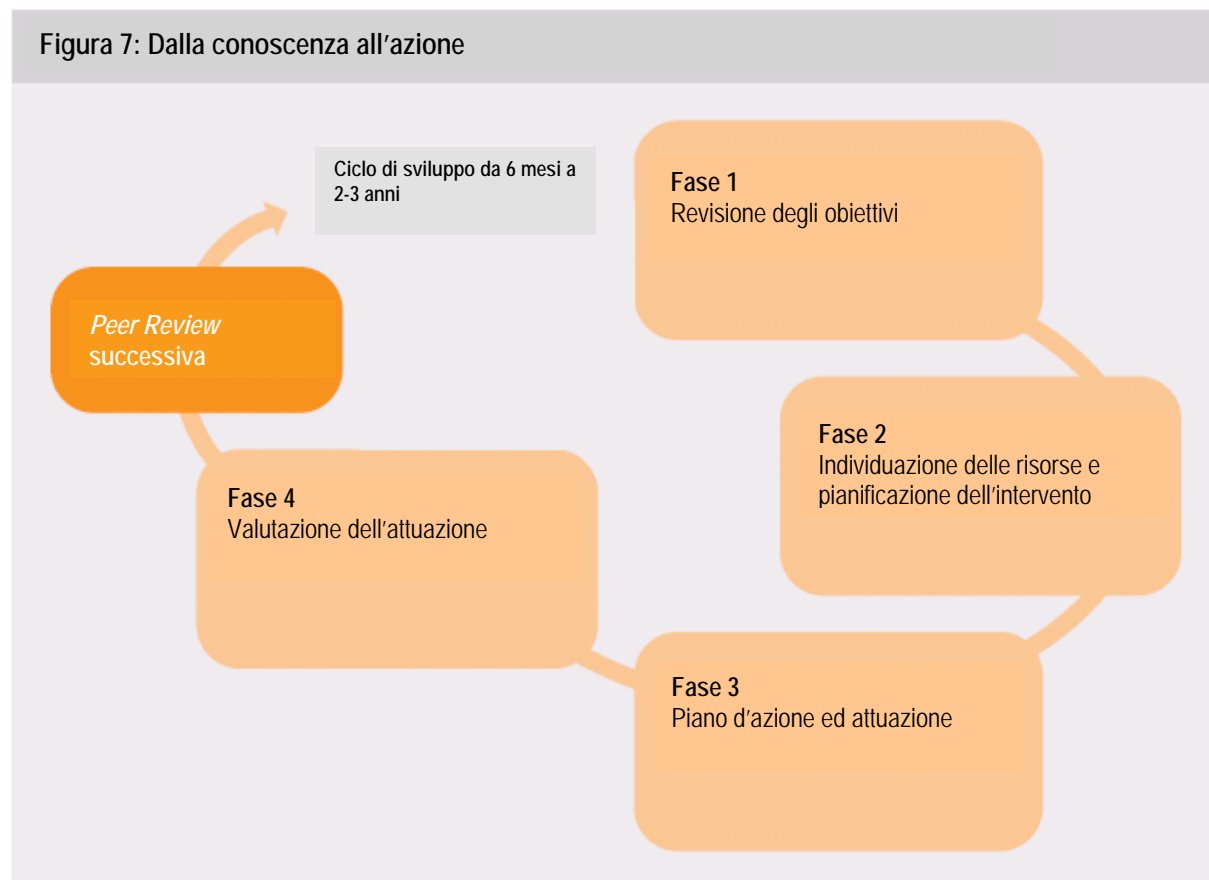 Figura 7: Dalla conoscenza all'azione
Ciclo di sviluppo da 6 mesi a
2-3 anni
Fase 1
Revisione degli obiettivi
Fase 2
Individuazione delle risorse e
pianificazione dell'intervento
Fase 3
Piano d'azione ed attuazione
Fase 4
Valutazione dell'attuazione
Peer Review
successiva